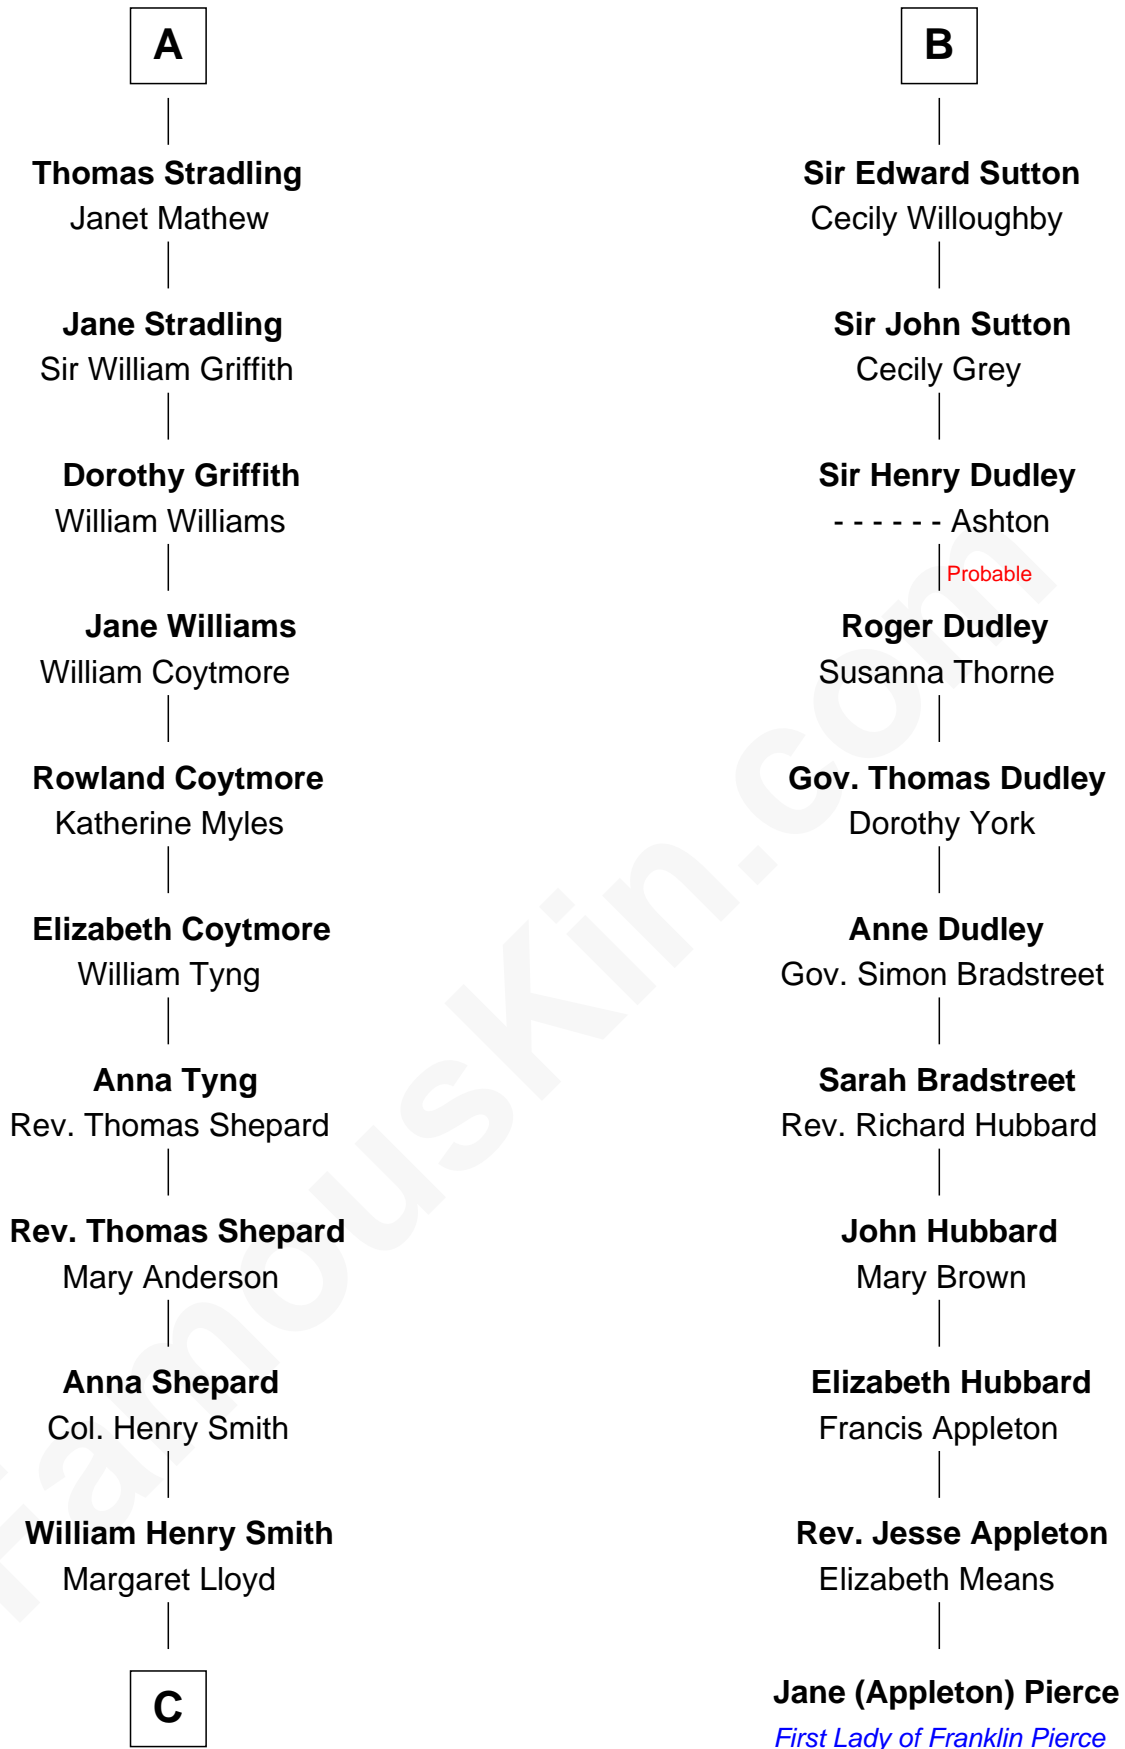 A
Thomas Stradling
Janet Mathew
Jane Stradling
Sir William Griffith
Dorothy Griffith
William Williams
Jane Williams
William Coytmore
Rowland Coytmore
Katherine Myles
Elizabeth Coytmore
William Tyng
Anna Tyng
Rev. Thomas Shepard
Rev. Thomas Shepard
Mary Anderson
Anna Shepard
Col. Henry Smith
William Henry Smith
Margaret Lloyd
C
B
Sir Edward Sutton
Cecily Willoughby
Sir John Sutton
Cecily Grey
Sir Henry Dudley
- - - - - - Ashton
Probable
Roger Dudley
Susanna Thorne
Gov. Thomas Dudley
Dorothy York
Anne Dudley
Gov. Simon Bradstreet
Sarah Bradstreet
Rev. Richard Hubbard
John Hubbard
Mary Brown
Elizabeth Hubbard
Francis Appleton
Rev. Jesse Appleton
Elizabeth Means
Jane (Appleton) Pierce
First Lady of Franklin Pierce
FamousKin.com